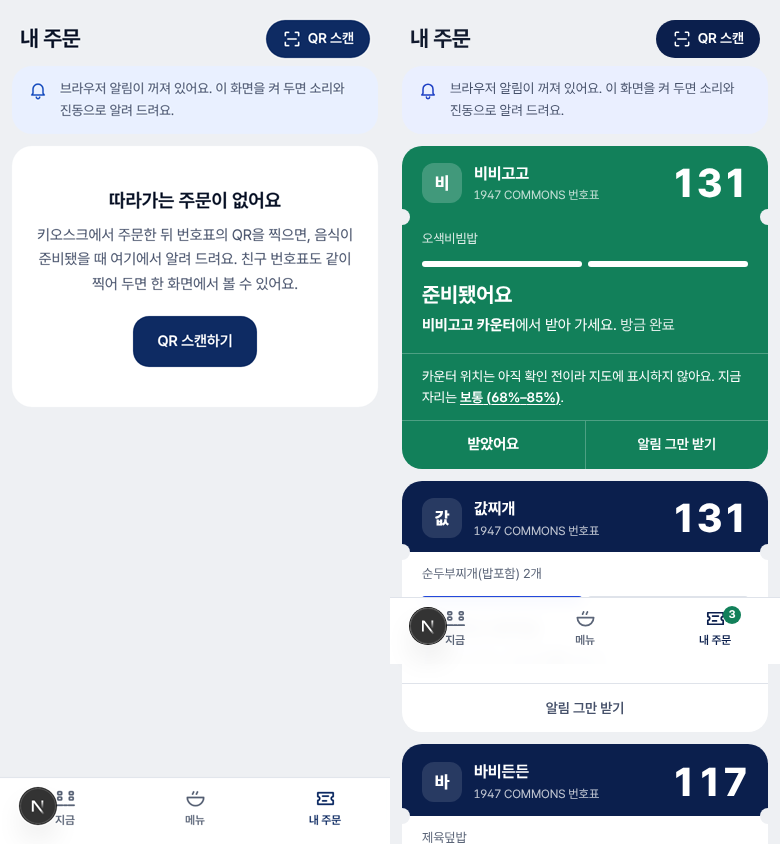 내 주문
QR 스캔
브라우저 알림이 꺼져 있어요. 이 화면을 켜 두면 소리와
진동으로 알려 드려요.
따라가는 주문이 없어요
키오스크에서 주문한 뒤 번호표의 QR을 찍으면, 음식이
준비됐을 때 여기에서 알려 드려요. 친구 번호표도 같이
찍어 두면 한 화면에서 볼 수 있어요.
QR 스캔하기
N
지금
메뉴
내 주문
내 주문
QR 스캔
브라우저 알림이 꺼져 있어요. 이 화면을 켜 두면 소리와
진동으로 알려 드려요.
비
비비고고
1947 COMMONS 번호표
131
오색비빔밥
준비됐어요
비비고고 카운터에서 받아 가세요. 방금 완료
카운터 위치는 아직 확인 전이라 지도에 표시하지 않아요. 지금
자리는 보통 (68%–85%).
받았어요
알림 그만 받기
값
값찌개
1947 COMMONS 번호표
131
순두부찌개(밥포함) 2개
N
지금
메뉴
3
내 주문
알림 그만 받기
바
바비든든
1947 COMMONS 번호표
117
제육덮밥